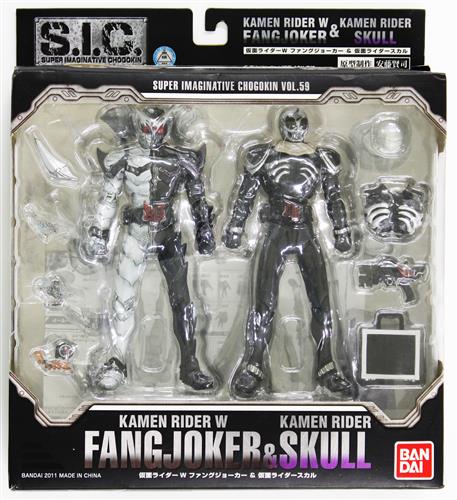 S.I.C.
SUPER IMAGINATIVE CHOGOKIN
KAMEN RIDER W
FANGJOKER
&
KAMEN RIDER
SKULL
仮面ライダーW ファングジョーカー & 仮面ライダースカル
原型制作 安藤賢司
SUPER IMAGINATIVE CHOGOKIN VOL.59
KAMEN RIDER W
KAMEN RIDER
FANGJOKER&SKULL
仮面ライダーW ファングジョーカー & 仮面ライダースカル
BANDAI 2011 MADE IN CHINA
BAN
DAI